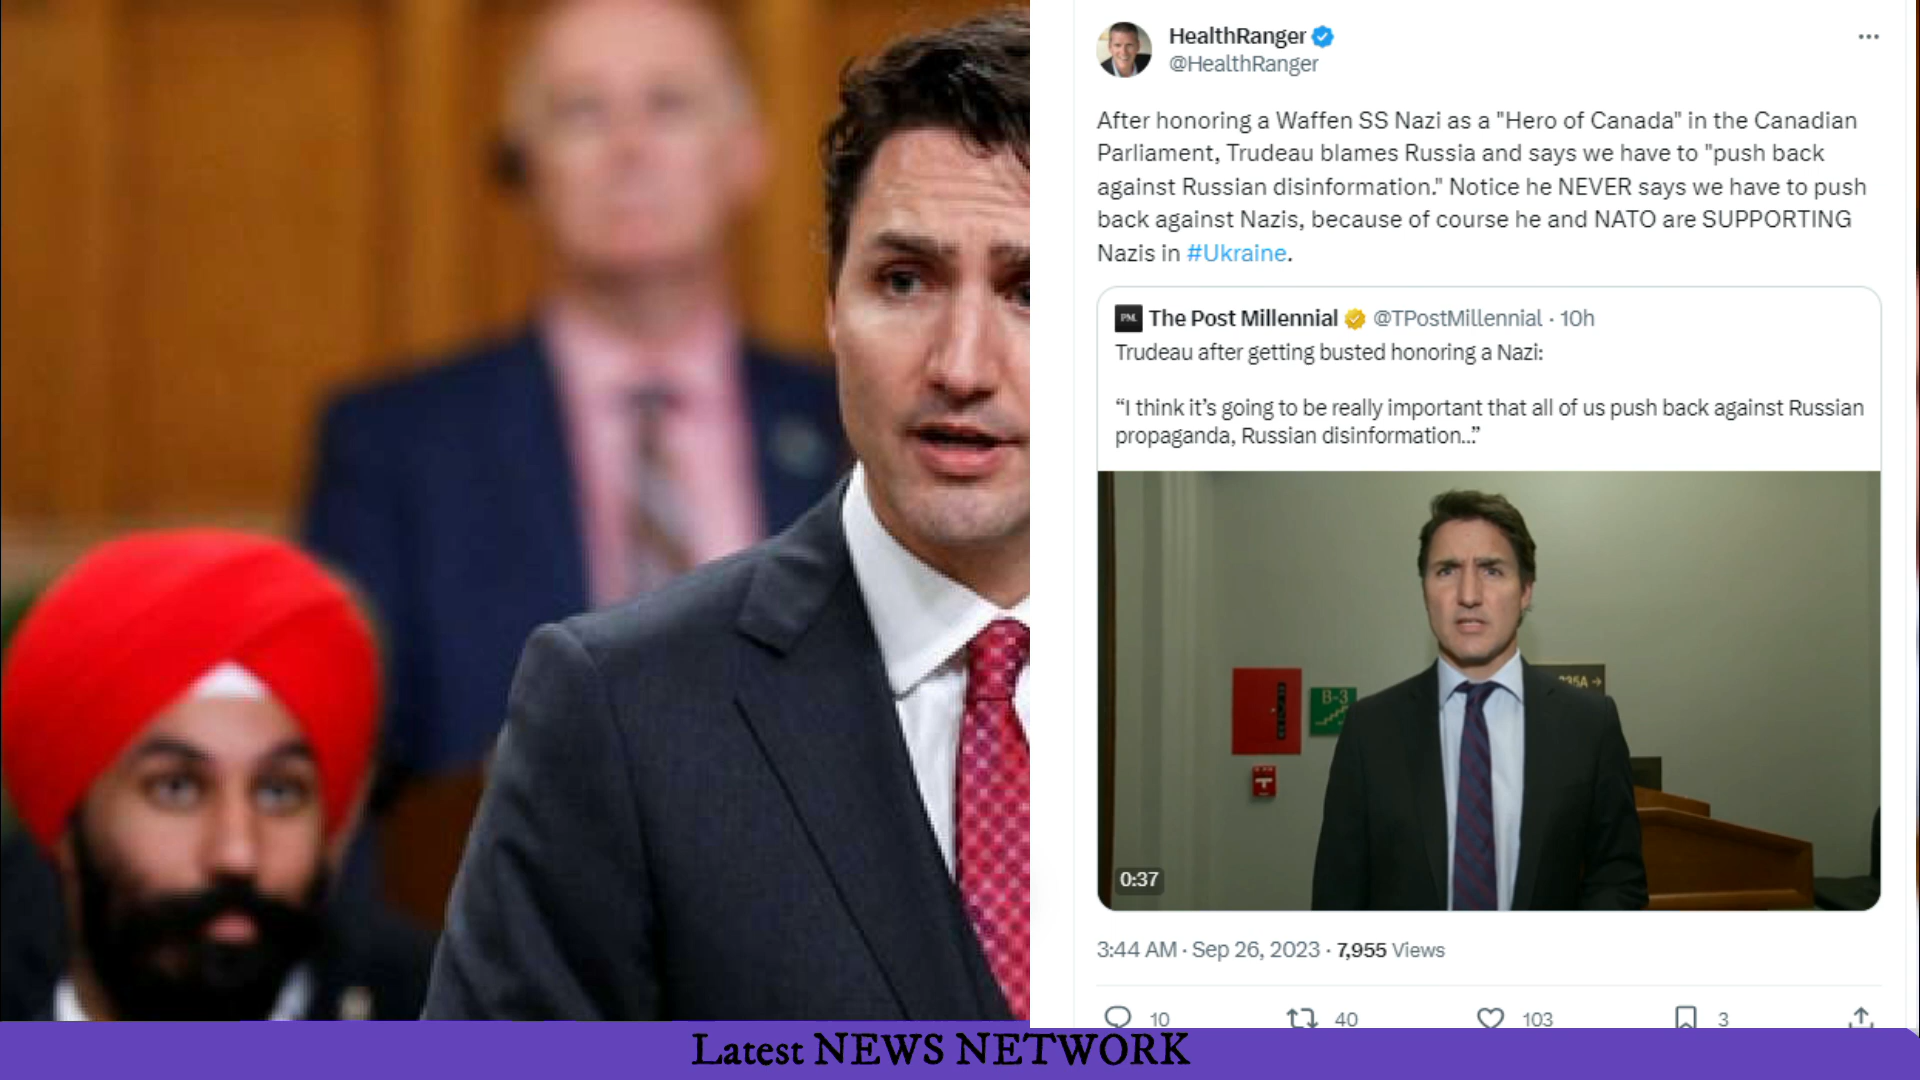 HealthRanger
@HealthRanger
After honoring a Waffen SS Nazi as a "Hero of Canada" in the Canadian
Parliament, Trudeau blames Russia and says we have to "push back
against Russian disinformation." Notice he NEVER says we have to push
back against Nazis, because of course he and NATO are SUPPORTING
Nazis in #Ukraine.
PM.
The Post Millennial @TPostMillennial · 10h
Trudeau after getting busted honoring a Nazi:
“I think it’s going to be really important that all of us push back against Russian
propaganda, Russian disinformation...”
B-3
0:37
3:44 AM · Sep 26, 2023 · 7,955 Views
10 40 103 3
Latest NEWS NETWORK